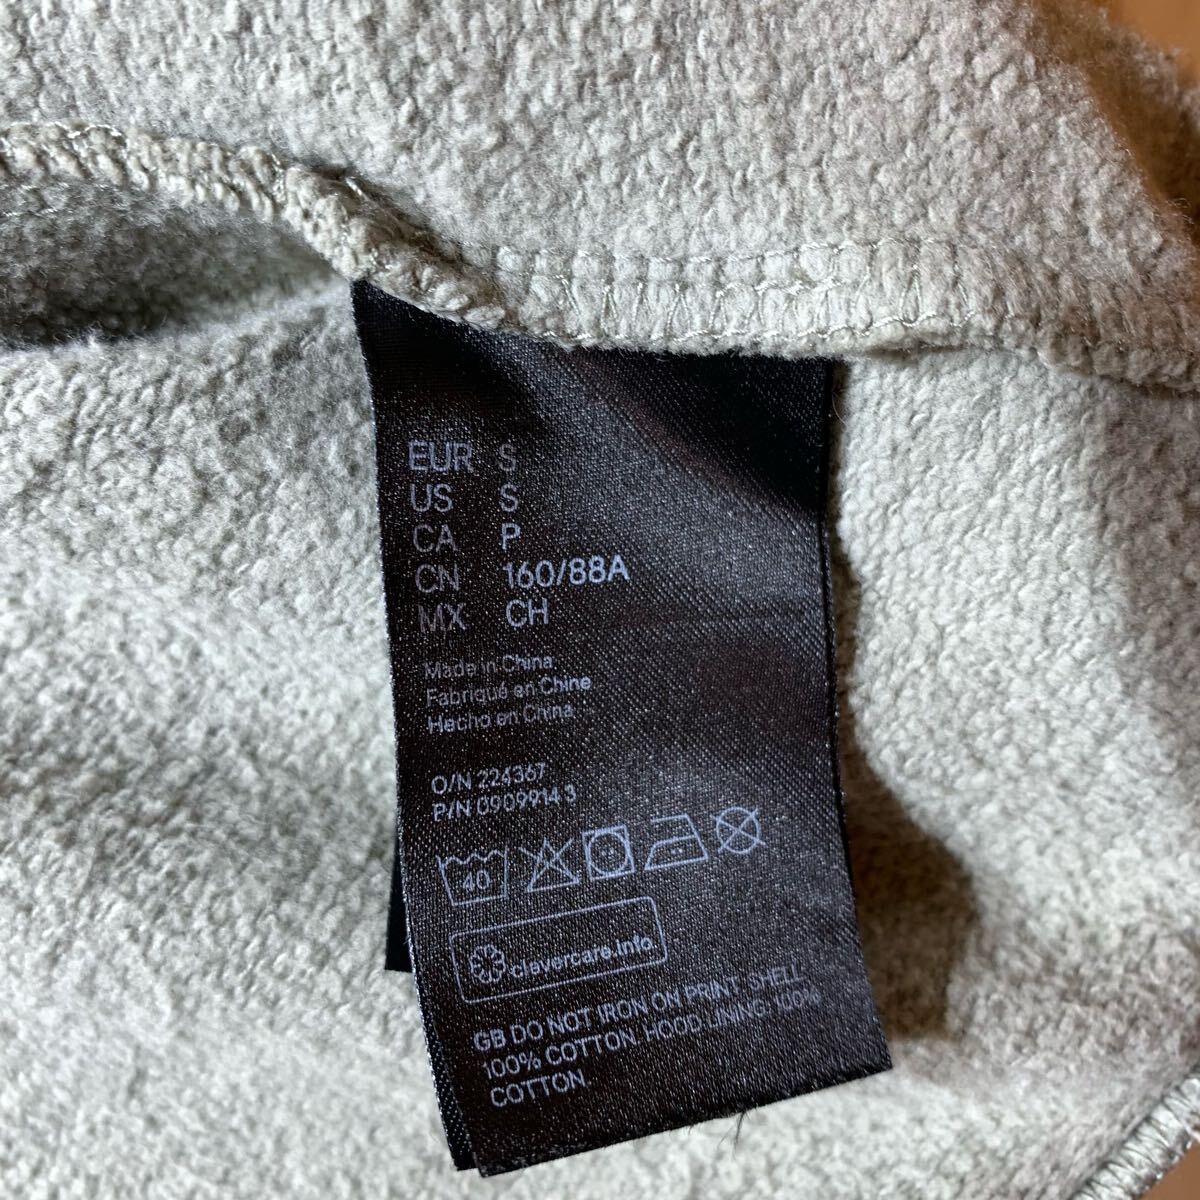 EUR S
US S
CA P
CN 160/88A
MX CH
Made in China
Fabriqué en Chine
Hecho en China
O/N 224367
P/N 0909914 3
40
clevercare.info
GB DO NOT IRON ON PRINT. SHELL
100% COTTON. HOOD LINING: 100%
COTTON.